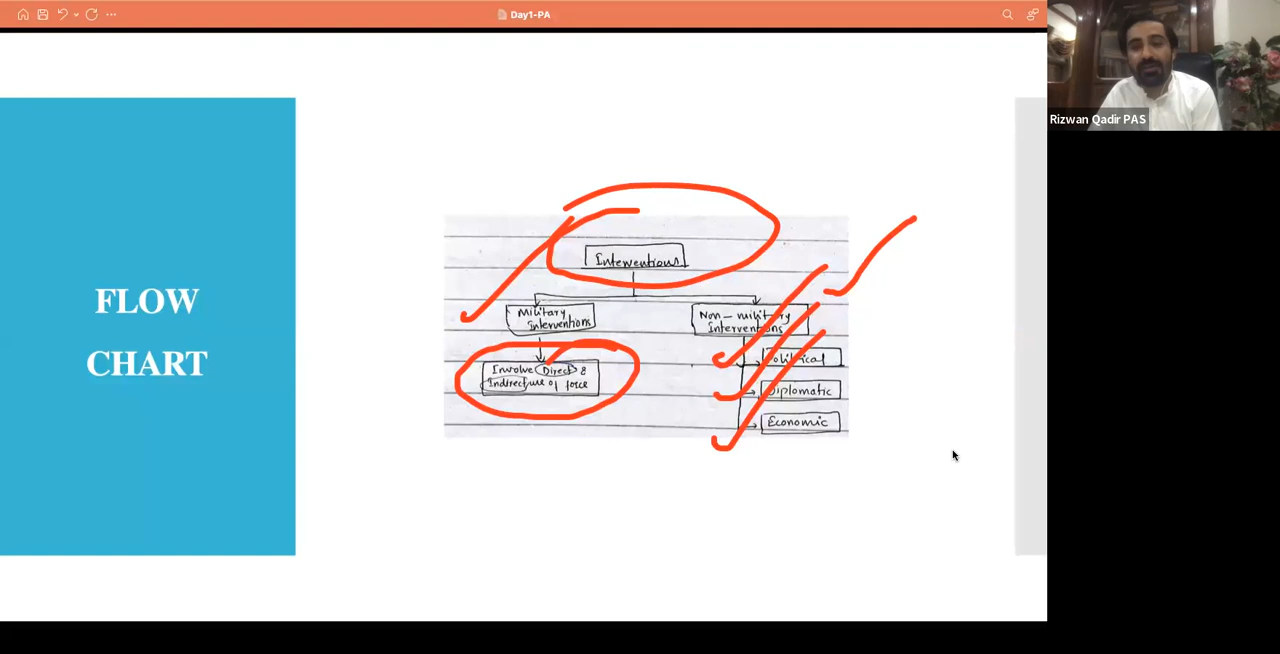 Day1-PA
Rizwan Qadir PAS
FLOW
CHART
Interventions
Military
Interventions
Non-military
Interventions
Involve Direct &
Indirect use of force
Political
Diplomatic
Economic